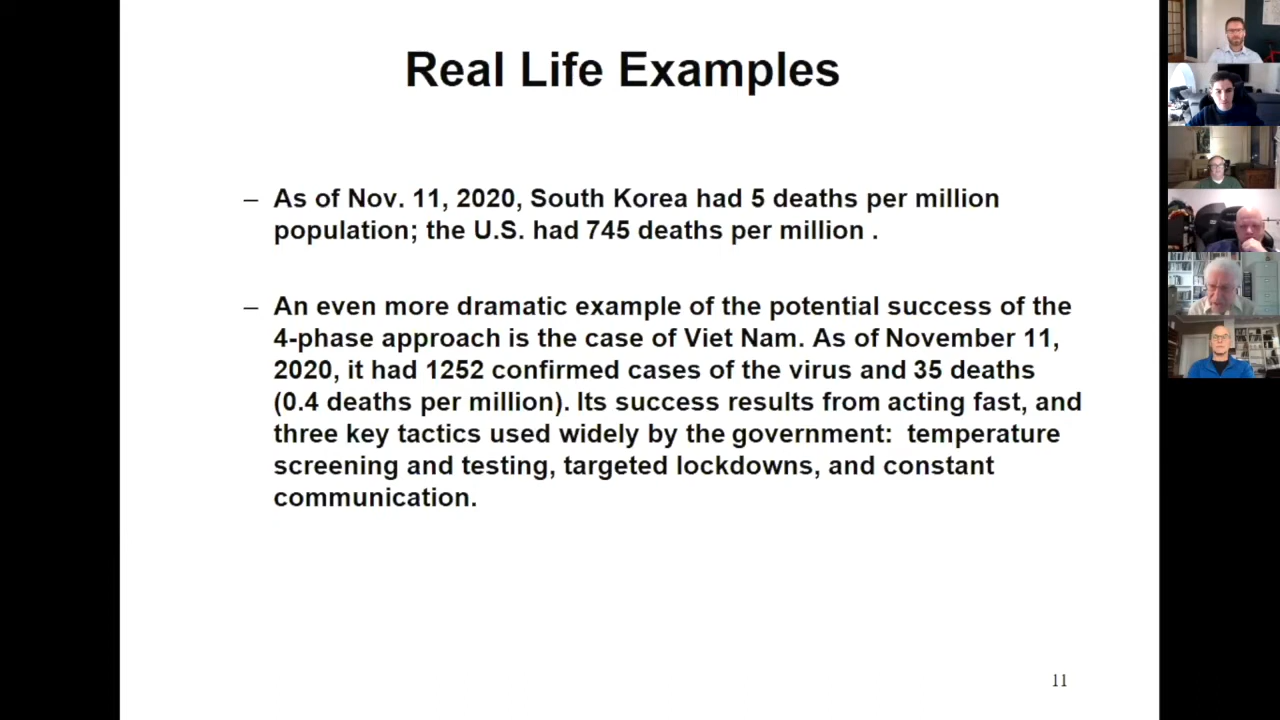 Real Life Examples
– As of Nov. 11, 2020, South Korea had 5 deaths per million
population; the U.S. had 745 deaths per million .
– An even more dramatic example of the potential success of the
4-phase approach is the case of Viet Nam. As of November 11,
2020, it had 1252 confirmed cases of the virus and 35 deaths
(0.4 deaths per million). Its success results from acting fast, and
three key tactics used widely by the government:  temperature
screening and testing, targeted lockdowns, and constant
communication.
11